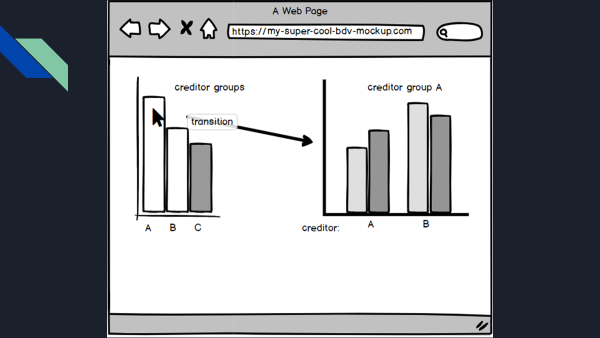 A Web Page
https://my-super-cool-bdv-mockup.com
creditor groups
creditor group A
transition
A B C
creditor: A B